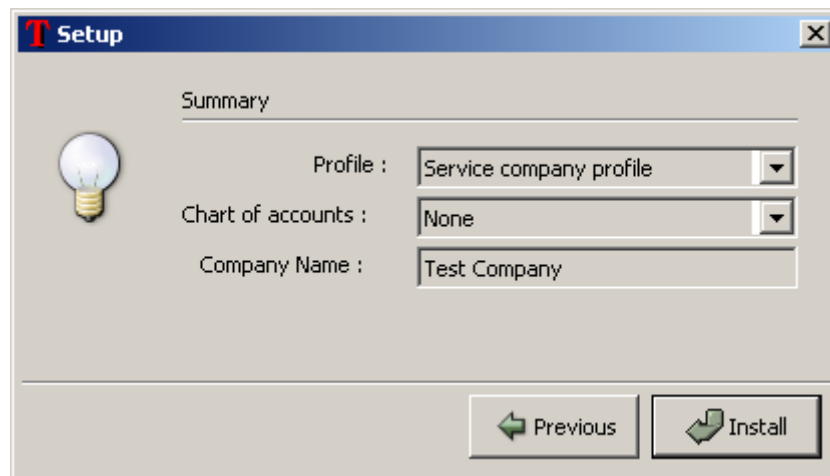 T Setup
Summary
Profile : Service company profile
Chart of accounts : None
Company Name : Test Company
Previous Install